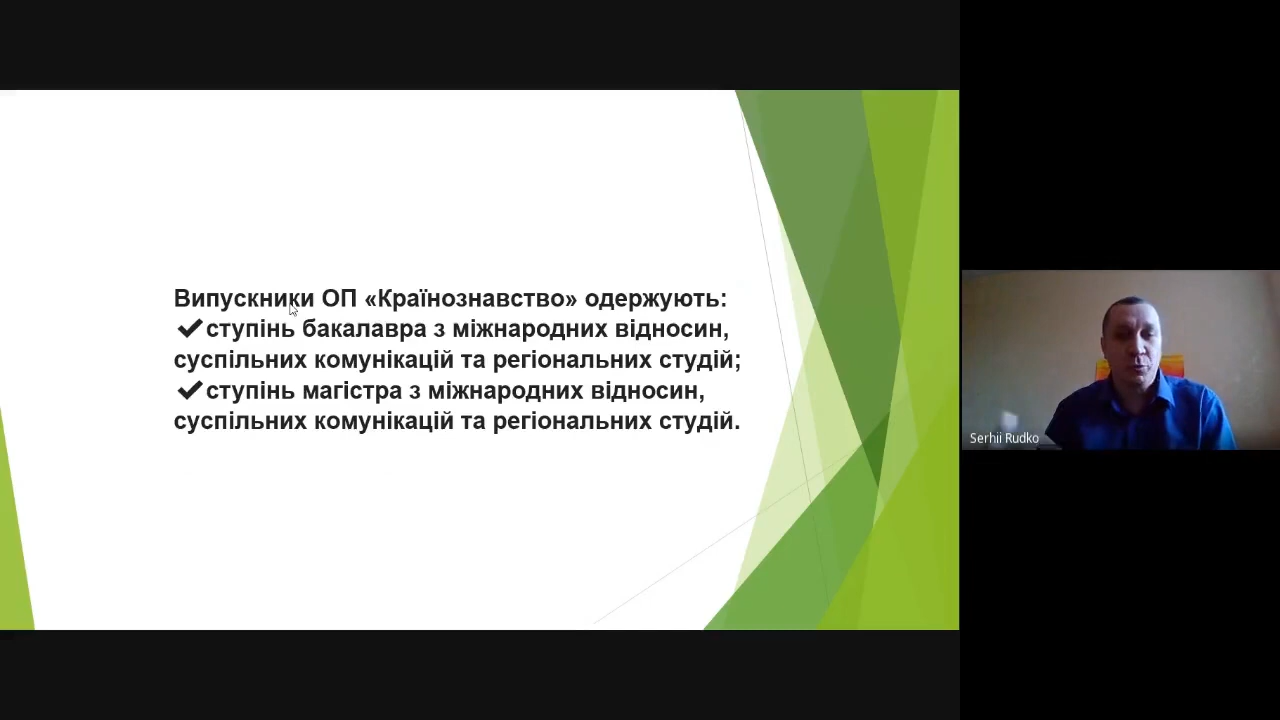 Випускники ОП «Країнознавство» одержують:
✔ступінь бакалавра з міжнародних відносин,
суспільних комунікацій та регіональних студій;
✔ступінь магістра з міжнародних відносин,
суспільних комунікацій та регіональних студій.
Serhii Rudko